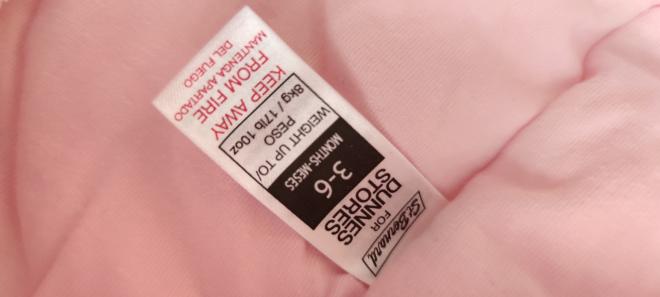 St Bernard
FOR
DUNNES
STORES
3-6
MONTHS-MESES
WEIGHT UP TO/
PESO
8kg / 17lb 10oz
KEEP AWAY
FROM FIRE
MANTENGA APARTADO
DEL FUEGO